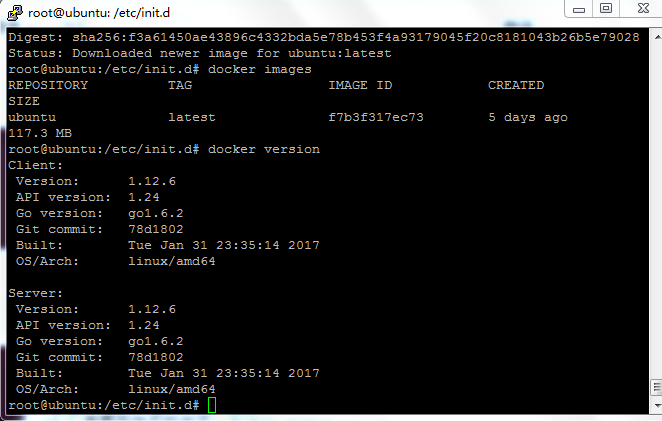 root@ubuntu: /etc/init.d
Digest: sha256:f3a61450ae43896c4332bda5e78b453f4a93179045f20c8181043b26b5e79028
Status: Downloaded newer image for ubuntu:latest
root@ubuntu:/etc/init.d# docker images
REPOSITORY          TAG                 IMAGE ID            CREATED
SIZE
ubuntu              latest              f7b3f317ec73        5 days ago
117.3 MB
root@ubuntu:/etc/init.d# docker version
Client:
 Version:      1.12.6
 API version:  1.24
 Go version:   go1.6.2
 Git commit:   78d1802
 Built:        Tue Jan 31 23:35:14 2017
 OS/Arch:      linux/amd64

Server:
 Version:      1.12.6
 API version:  1.24
 Go version:   go1.6.2
 Git commit:   78d1802
 Built:        Tue Jan 31 23:35:14 2017
 OS/Arch:      linux/amd64
root@ubuntu:/etc/init.d#